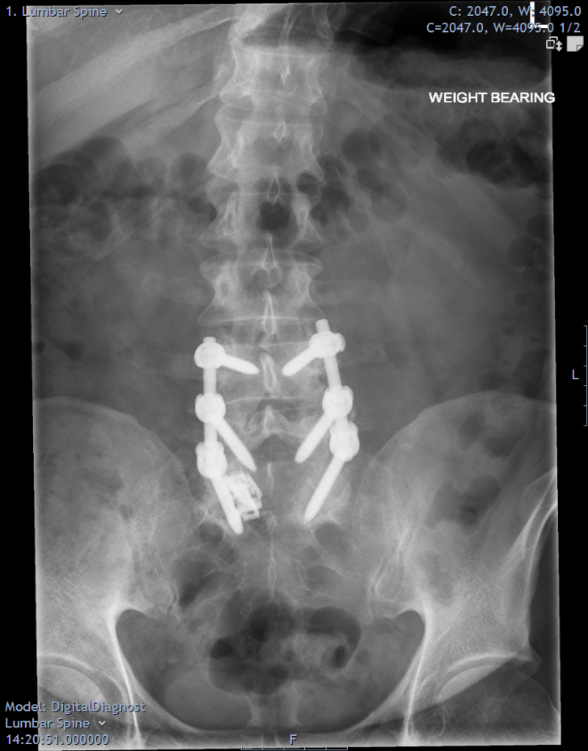 1. Lumbar Spine
C: 2047.0, W: 4095.0
C=2047.0, W=4095.0 1/2
L
WEIGHT BEARING
L
Model: DigitalDiagnost
Lumbar Spine
14:20:51.000000
F